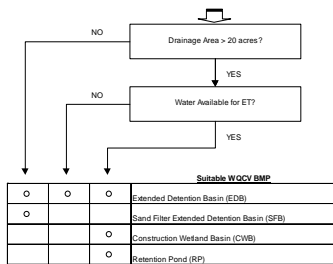 NO
Drainage Area > 20 acres?
YES
NO
Water Available for ET?
YES
Suitable WQCV BMP
Extended Detention Basin (EDB)
Sand Filter Extended Detention Basin (SFB)
Construction Wetland Basin (CWB)
Retention Pond (RP)